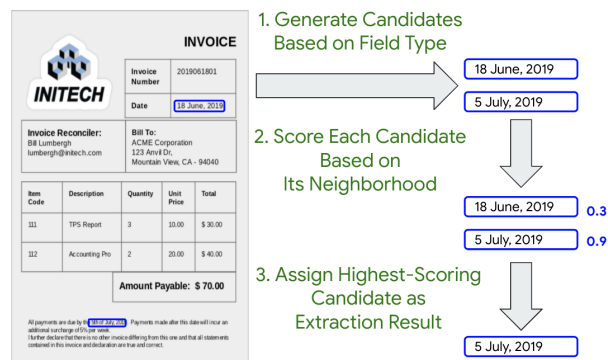 INITECH
INVOICE
Invoice Number
2019061801
Date
18 June, 2019
Invoice Reconciler:
Bill Lumbergh
lumbergh@initech.com
Bill To:
ACME Corporation
123 Anvil Dr,
Mountain View, CA - 94040
Item Code Description Quantity Unit Price Total
111 TPS Report 3 10.00 $ 30.00
112 Accounting Pro 2 20.00 $ 40.00
Amount Payable: $ 70.00
All payments are due by the 5th of July, . Payments made after this date will incur an
additional surcharge of 5% per week.
I further declare that there is no other invoice differing from this one and that all statements
contained in this invoice and declaration are true and correct.
1. Generate Candidates
Based on Field Type
18 June, 2019
5 July, 2019
2. Score Each Candidate
Based on
Its Neighborhood
18 June, 2019 0.3
5 July, 2019 0.9
3. Assign Highest-Scoring
Candidate as
Extraction Result
5 July, 2019